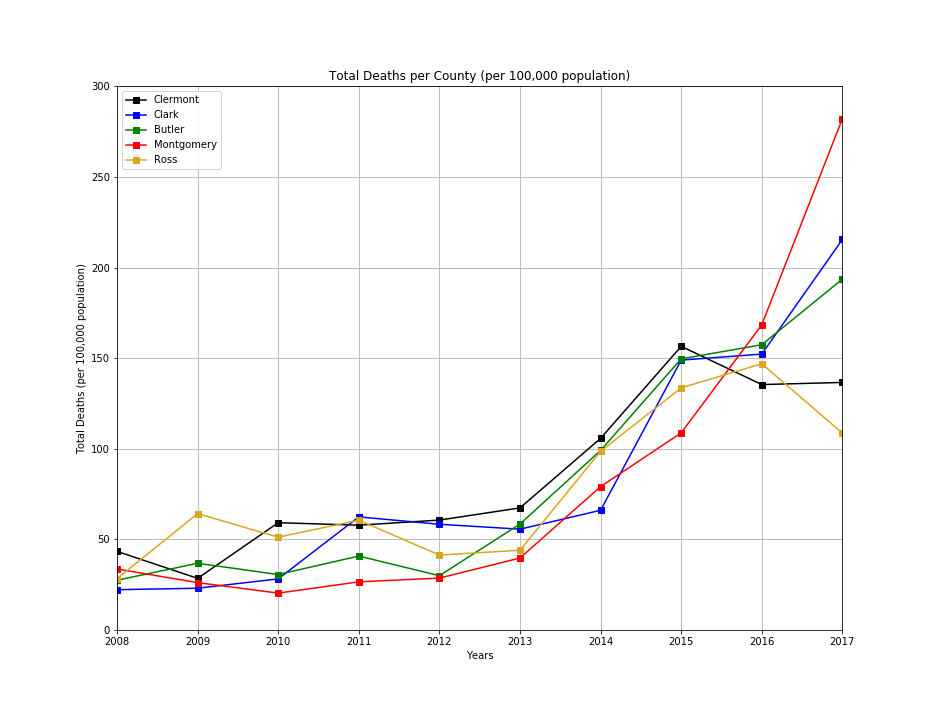 Total Deaths per County (per 100,000 population)
300
250
200
150
100
50
0
Total Deaths (per 100,000 population)
Clermont
Clark
Butler
Montgomery
Ross
2008 2009 2010 2011 2012 2013 2014 2015 2016 2017
Years